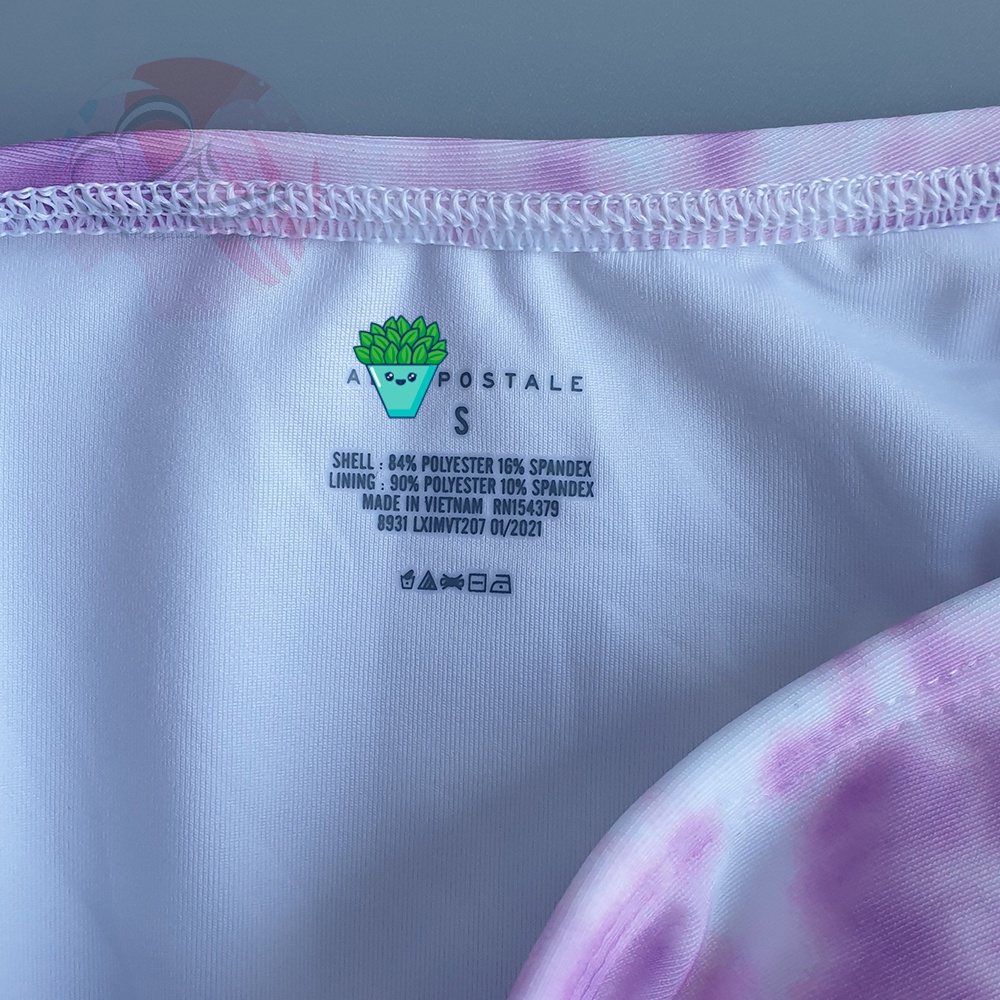 A POSTALE
S
SHELL : 84% POLYESTER 16% SPANDEX
LINING : 90% POLYESTER 10% SPANDEX
MADE IN VIETNAM RN154379
8931 LXIMVT207 01/2021